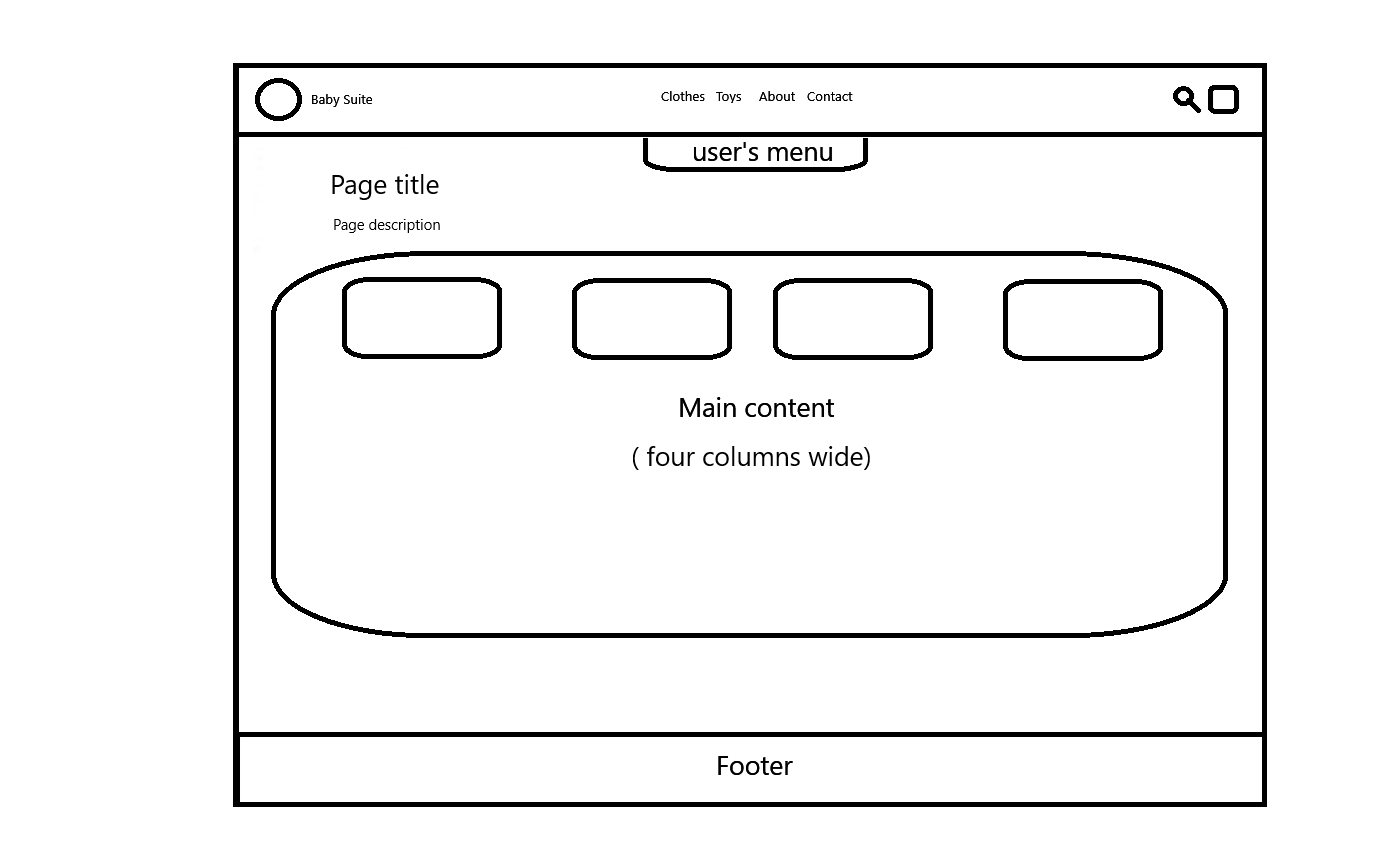 Baby Suite
Clothes Toys About Contact
user's menu
Page title
Page description
Main content
( four columns wide)
Footer